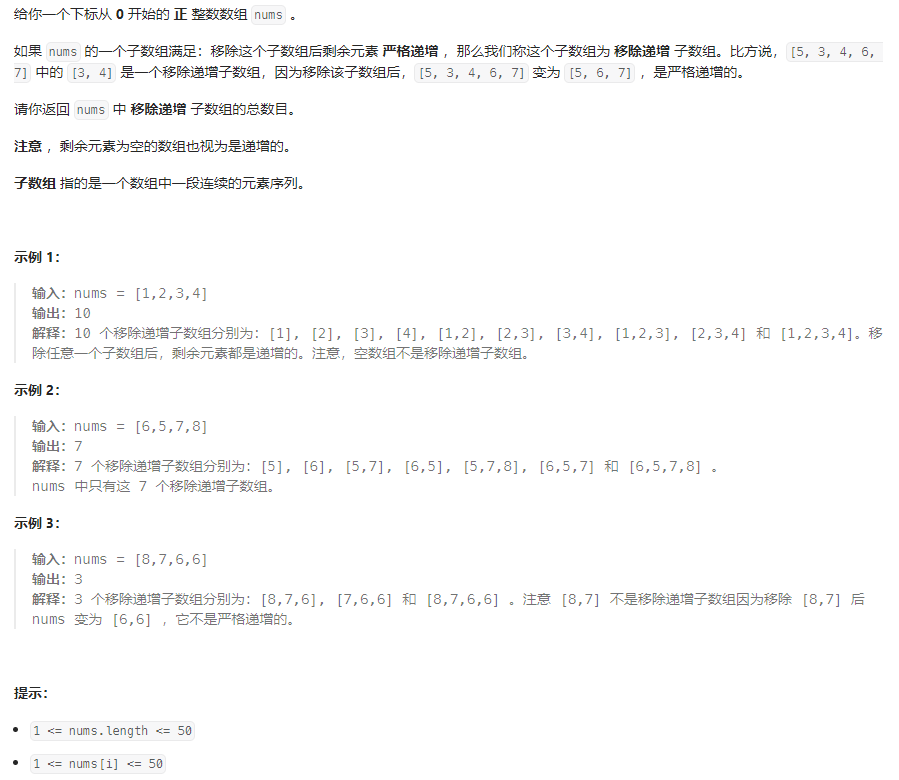 给你一个下标从 0 开始的 正 整数数组 nums 。
如果 nums 的一个子数组满足：移除这个子数组后剩余元素 严格递增 ，那么我们称这个子数组为 移除递增 子数组。比方说， [5, 3, 4, 6,
7] 中的 [3, 4] 是一个移除递增子数组，因为移除该子数组后， [5, 3, 4, 6, 7] 变为 [5, 6, 7] ，是严格递增的。
请你返回 nums 中 移除递增 子数组的总数目。
注意 ，剩余元素为空的数组也视为是递增的。
子数组 指的是一个数组中一段连续的元素序列。
示例 1：
输入：nums = [1,2,3,4]
输出：10
解释：10 个移除递增子数组分别为：[1], [2], [3], [4], [1,2], [2,3], [3,4], [1,2,3], [2,3,4] 和 [1,2,3,4]。移
除任意一个子数组后，剩余元素都是递增的。注意，空数组不是移除递增子数组。
示例 2：
输入：nums = [6,5,7,8]
输出：7
解释：7 个移除递增子数组分别为：[5], [6], [5,7], [6,5], [5,7,8], [6,5,7] 和 [6,5,7,8] 。
nums 中只有这 7 个移除递增子数组。
示例 3：
输入：nums = [8,7,6,6]
输出：3
解释：3 个移除递增子数组分别为：[8,7,6], [7,6,6] 和 [8,7,6,6] 。注意 [8,7] 不是移除递增子数组因为移除 [8,7] 后
nums 变为 [6,6] ，它不是严格递增的。
提示：
• 1 <= nums.length <= 50
• 1 <= nums[i] <= 50